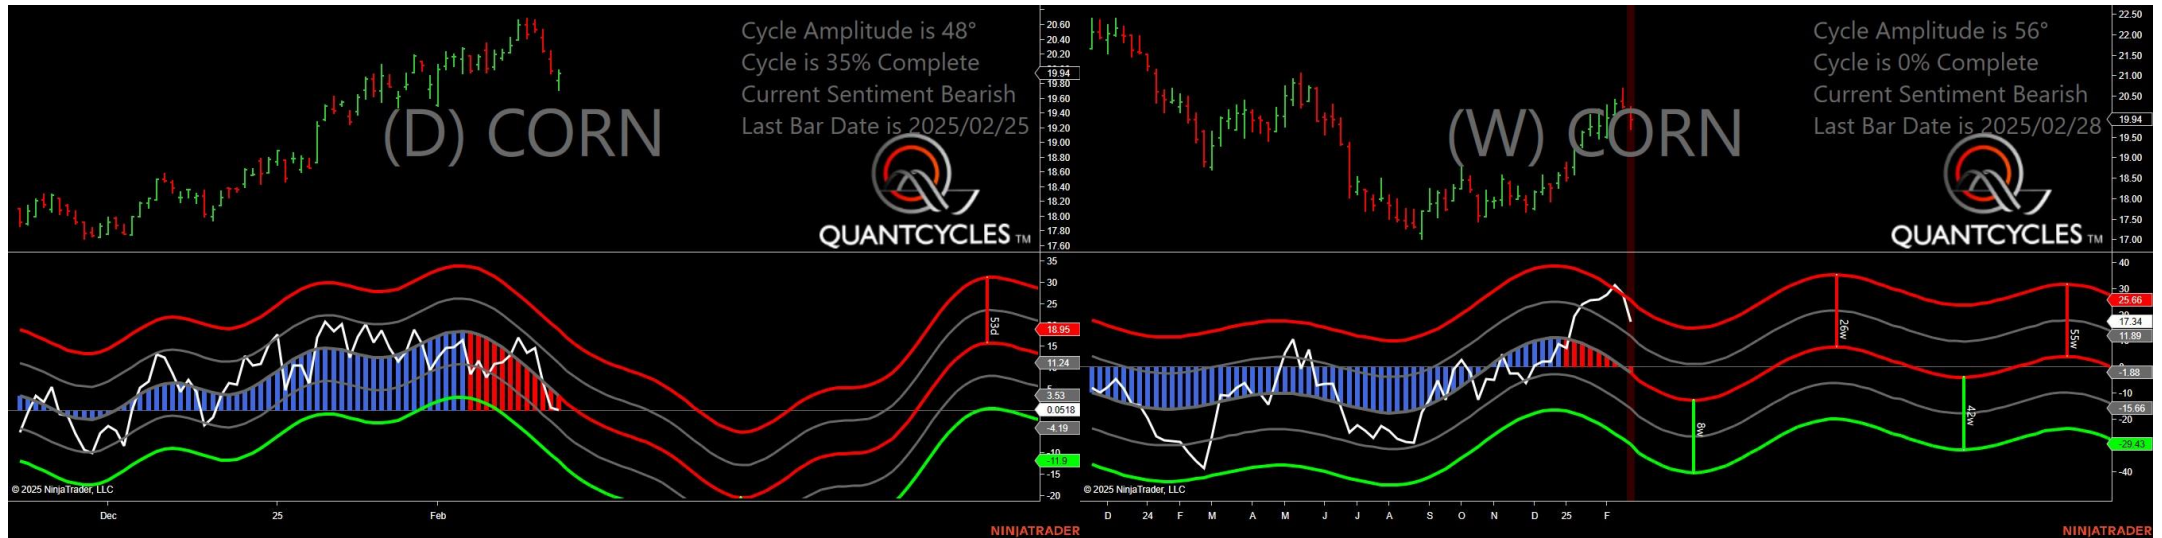 Cycle Amplitude is 48°
Cycle is 35% Complete
Current Sentiment Bearish
Last Bar Date is 2025/02/25
(D) CORN
QUANTCYCLES TM
20.60
20.40
20.20
19.94
19.80
19.60
19.40
19.20
19.00
18.80
18.60
18.40
18.20
18.00
17.80
17.60
35
30
25
18.95
15
11.24
3.53
0.0518
-4.19
-10
-11.9
-15
-20
53d
© 2025 NinjaTrader, LLC
Dec
25
Feb
NINJATRADER
Cycle Amplitude is 56°
Cycle is 0% Complete
Current Sentiment Bearish
Last Bar Date is 2025/02/28
(W) CORN
QUANTCYCLES TM
22.50
22.00
21.50
21.00
20.50
19.94
19.50
19.00
18.50
18.00
17.50
17.00
40
30
25.66
17.34
11.89
-1.88
-10
-15.66
-20
-29.43
-40
8w
26w
42w
55w
© 2025 NinjaTrader, LLC
D
24
F
M
A
M
J
J
A
S
O
N
D
25
F
NINJATRADER